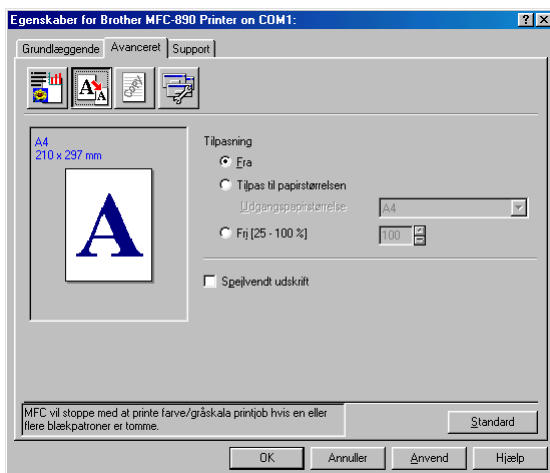 Egenskaber for Brother MFC-890 Printer on COM1:
Grundlæggende Avanceret Support
A A Copy
A4
210 x 297 mm
A
Tilpasning
Fra
Tilpas til papirstørrelsen
Udgangspapirstørrelse A4
Fri [25 - 100 %] 100
Spejlvendt udskrift
MFC vil stoppe med at printe farve/gråskala printjob hvis en eller
flere blækpatroner er tomme.
Standard
OK Annuller Anvend Hjælp